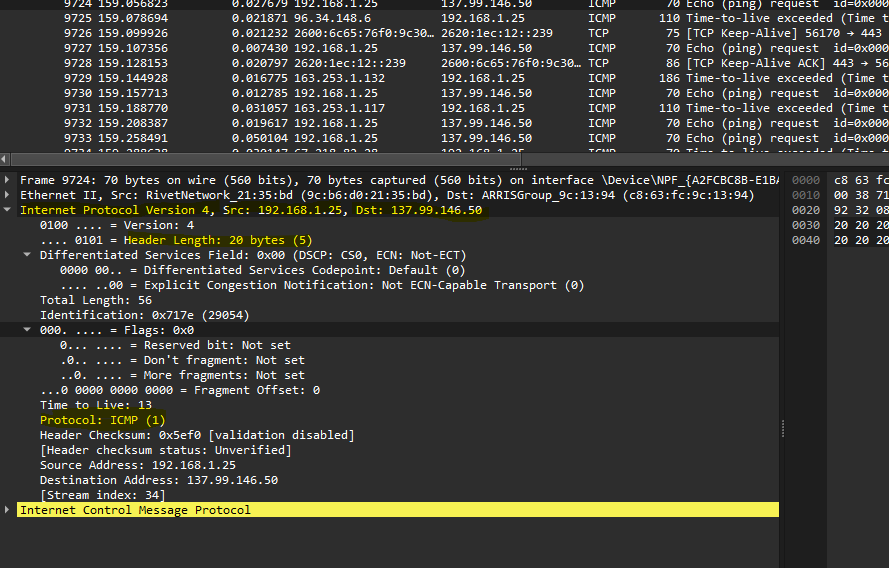 9724 159.056823 0.027679 192.168.1.25 137.99.146.50 ICMP 70 Echo (ping) request id=0x000
9725 159.078694 0.021871 96.34.148.6 192.168.1.25 ICMP 110 Time-to-live exceeded (Time t
9726 159.099926 0.021232 2600:6c65:76f0:9c30… 2620:1ec:12::239 TCP 75 [TCP Keep-Alive] 56170 → 443
9727 159.107356 0.007430 192.168.1.25 137.99.146.50 ICMP 70 Echo (ping) request id=0x000
9728 159.128153 0.020797 2620:1ec:12::239 2600:6c65:76f0:9c30… TCP 86 [TCP Keep-Alive ACK] 443 → 56
9729 159.144928 0.016775 163.253.1.132 192.168.1.25 ICMP 186 Time-to-live exceeded (Time t
9730 159.157713 0.012785 192.168.1.25 137.99.146.50 ICMP 70 Echo (ping) request id=0x000
9731 159.188770 0.031057 163.253.1.117 192.168.1.25 ICMP 110 Time-to-live exceeded (Time t
9732 159.208387 0.019617 192.168.1.25 137.99.146.50 ICMP 70 Echo (ping) request id=0x000
9733 159.258491 0.050104 192.168.1.25 137.99.146.50 ICMP 70 Echo (ping) request id=0x000
Frame 9724: 70 bytes on wire (560 bits), 70 bytes captured (560 bits) on interface \Device\NPF_{A2FCBC8B-E1BA
Ethernet II, Src: RivetNetwork_21:35:bd (9c:b6:d0:21:35:bd), Dst: ARRISGroup_9c:13:94 (c8:63:fc:9c:13:94)
Internet Protocol Version 4, Src: 192.168.1.25, Dst: 137.99.146.50
0100 .... = Version: 4
.... 0101 = Header Length: 20 bytes (5)
Differentiated Services Field: 0x00 (DSCP: CS0, ECN: Not-ECT)
0000 00.. = Differentiated Services Codepoint: Default (0)
.... ..00 = Explicit Congestion Notification: Not ECN-Capable Transport (0)
Total Length: 56
Identification: 0x717e (29054)
000. .... = Flags: 0x0
0... .... = Reserved bit: Not set
.0.. .... = Don't fragment: Not set
..0. .... = More fragments: Not set
...0 0000 0000 0000 = Fragment Offset: 0
Time to Live: 13
Protocol: ICMP (1)
Header Checksum: 0x5ef0 [validation disabled]
[Header checksum status: Unverified]
Source Address: 192.168.1.25
Destination Address: 137.99.146.50
[Stream index: 34]
Internet Control Message Protocol
0000 c8 63 fc
0010 00 38 71
0020 92 32 08
0030 20 20 20
0040 20 20 20